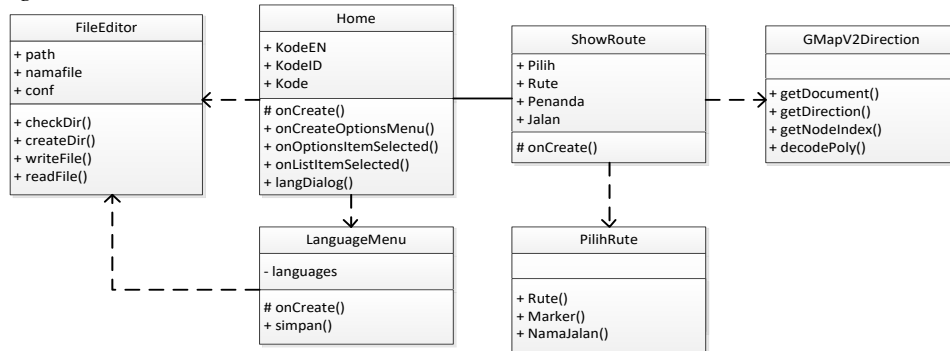 FileEditor
+ path
+ namafile
+ conf
+ checkDir()
+ createDir()
+ writeFile()
+ readFile()
Home
+ KodeEN
+ KodeID
+ Kode
# onCreate()
+ onCreateOptionsMenu()
+ onOptionsItemSelected()
+ onListItemSelected()
+ langDialog()
ShowRoute
+ Pilih
+ Rute
+ Penanda
+ Jalan
# onCreate()
GMapV2Direction
+ getDocument()
+ getDirection()
+ getNodeIndex()
+ decodePoly()
LanguageMenu
- languages
# onCreate()
+ simpan()
PilihRute
+ Rute()
+ Marker()
+ NamaJalan()